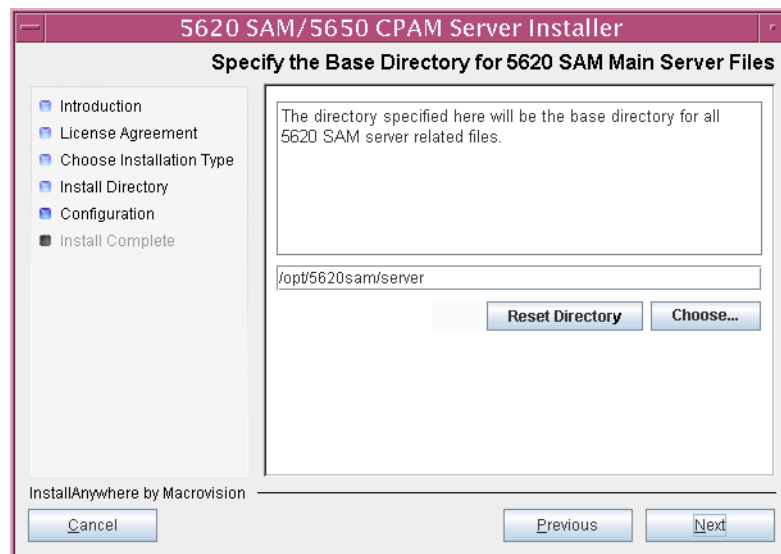 5620 SAM/5650 CPAM Server Installer
Specify the Base Directory for 5620 SAM Main Server Files
Introduction
License Agreement
Choose Installation Type
Install Directory
Configuration
Install Complete
The directory specified here will be the base directory for all
5620 SAM server related files.
/opt/5620sam/server
Reset Directory
Choose...
InstallAnywhere by Macrovision
Cancel
Previous
Next